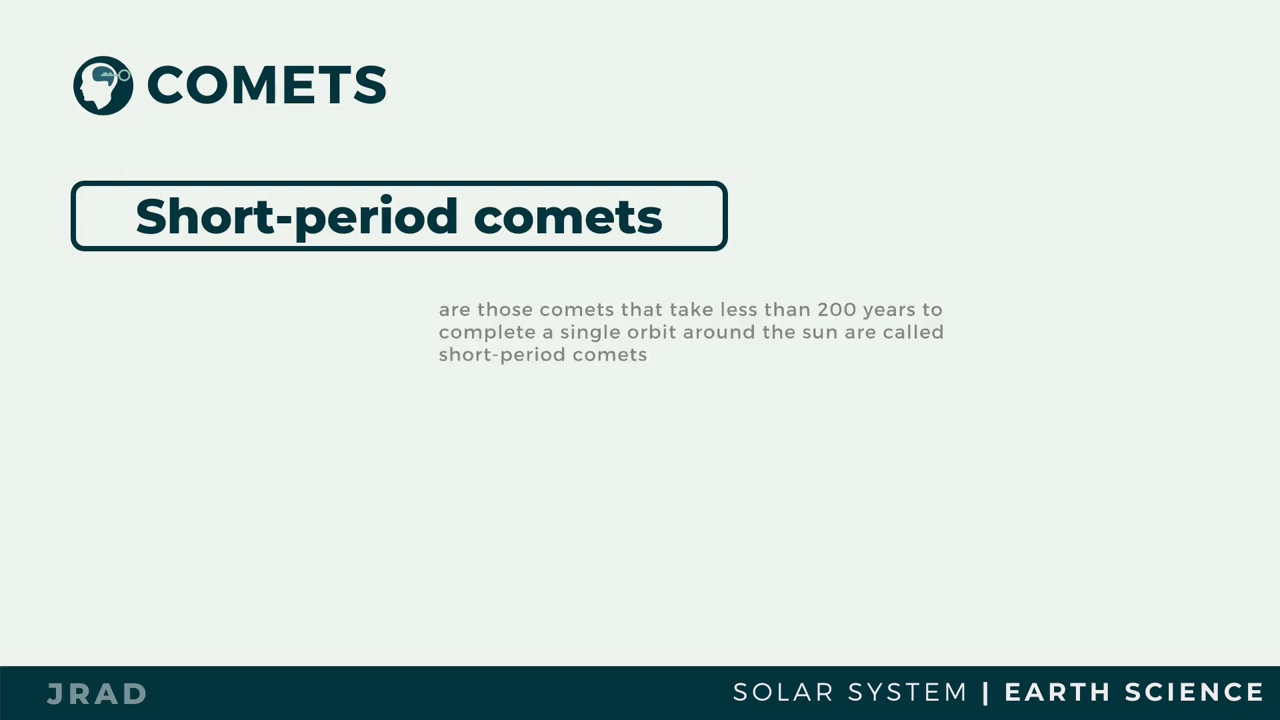 COMETS
Short-period comets
are those comets that take less than 200 years to
complete a single orbit around the sun are called
short-period comets
JRAD
SOLAR SYSTEM | EARTH SCIENCE